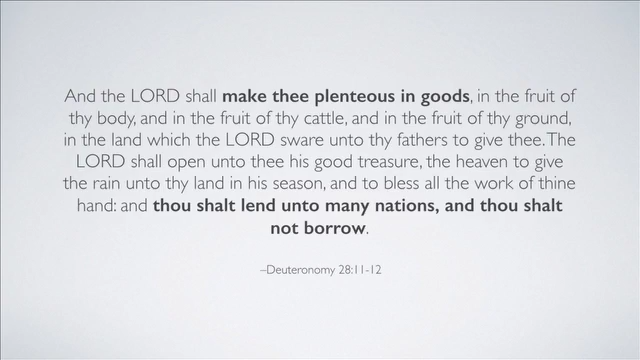 And the LORD shall make thee plenteous in goods, in the fruit of
thy body, and in the fruit of thy cattle, and in the fruit of thy ground,
in the land which the LORD sware unto thy fathers to give thee. The
LORD shall open unto thee his good treasure, the heaven to give
the rain unto thy land in his season, and to bless all the work of thine
hand: and thou shalt lend unto many nations, and thou shalt
not borrow.
–Deuteronomy 28:11-12